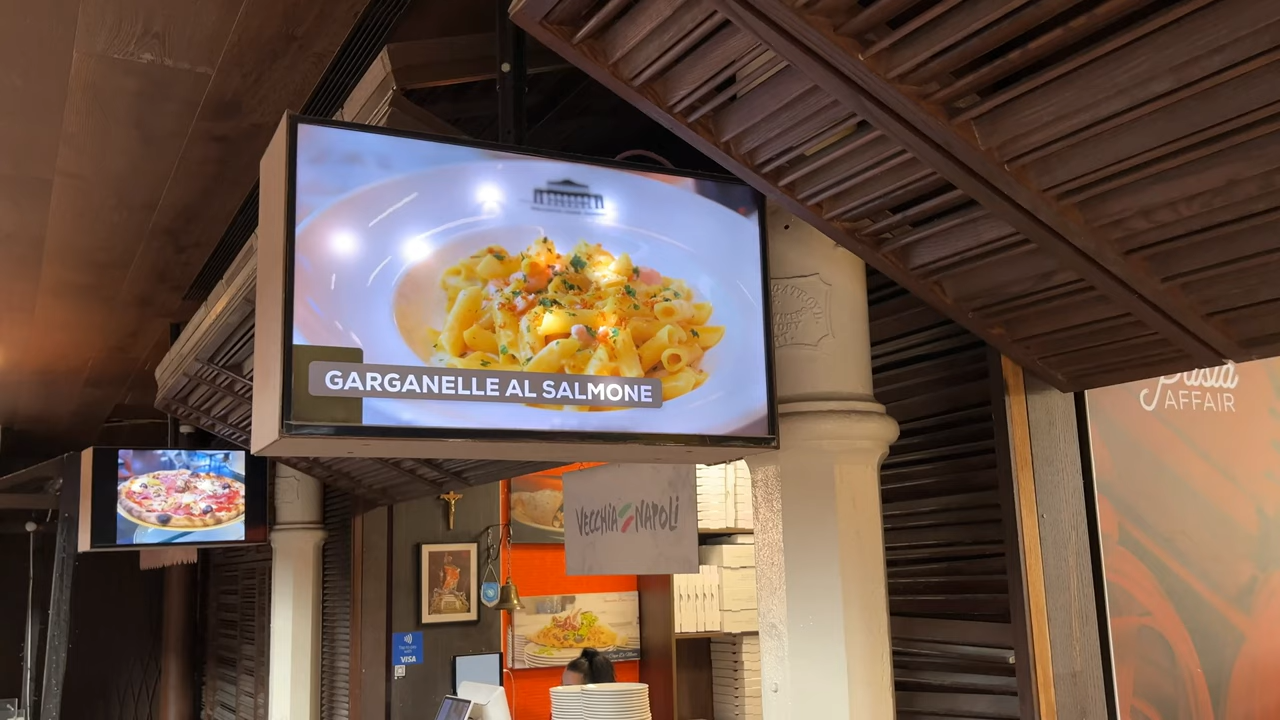 GARGANELLE AL SALMONE
VECCHIA NAPOLI
VISA
Pasta
AFFAIR